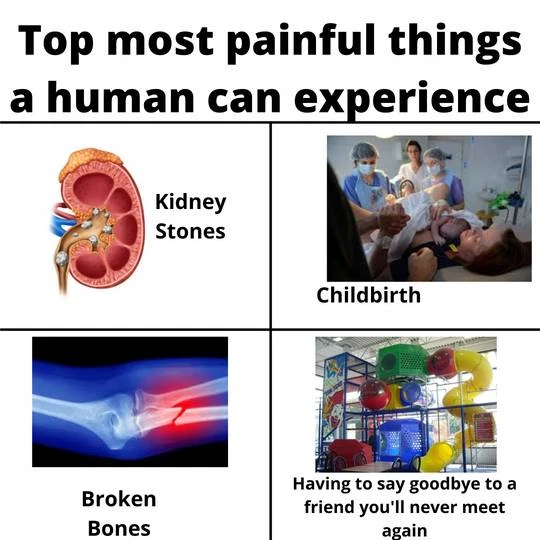 Top most painful things
a human can experience
Kidney
Stones
Childbirth
Broken
Bones
Having to say goodbye to a
friend you'll never meet
again